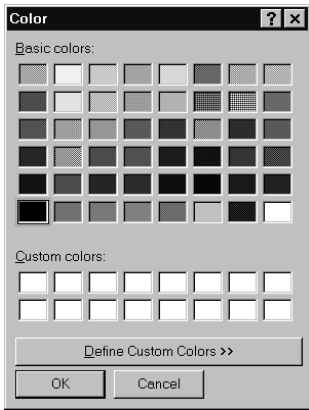 Color
Basic colors:
Custom colors:
Define Custom Colors >>
OK Cancel